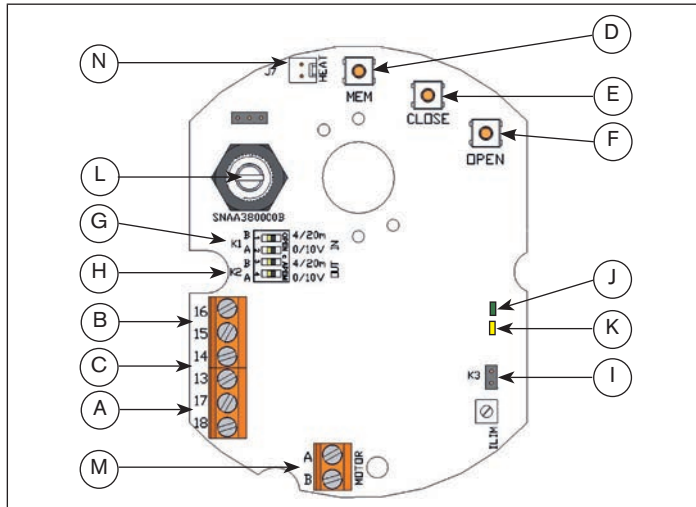 N
D
J7
HEAT
MEM
E
CLOSE
F
OPEN
L
SNAA380000B
G
K1
B
A
4/20m
0/10V
IN
H
K2
B
A
4/20m
0/10V
OUT
J
K
B
16
15
C
14
13
A
17
18
K3
I
ILIM
M
A
B
MOTOR